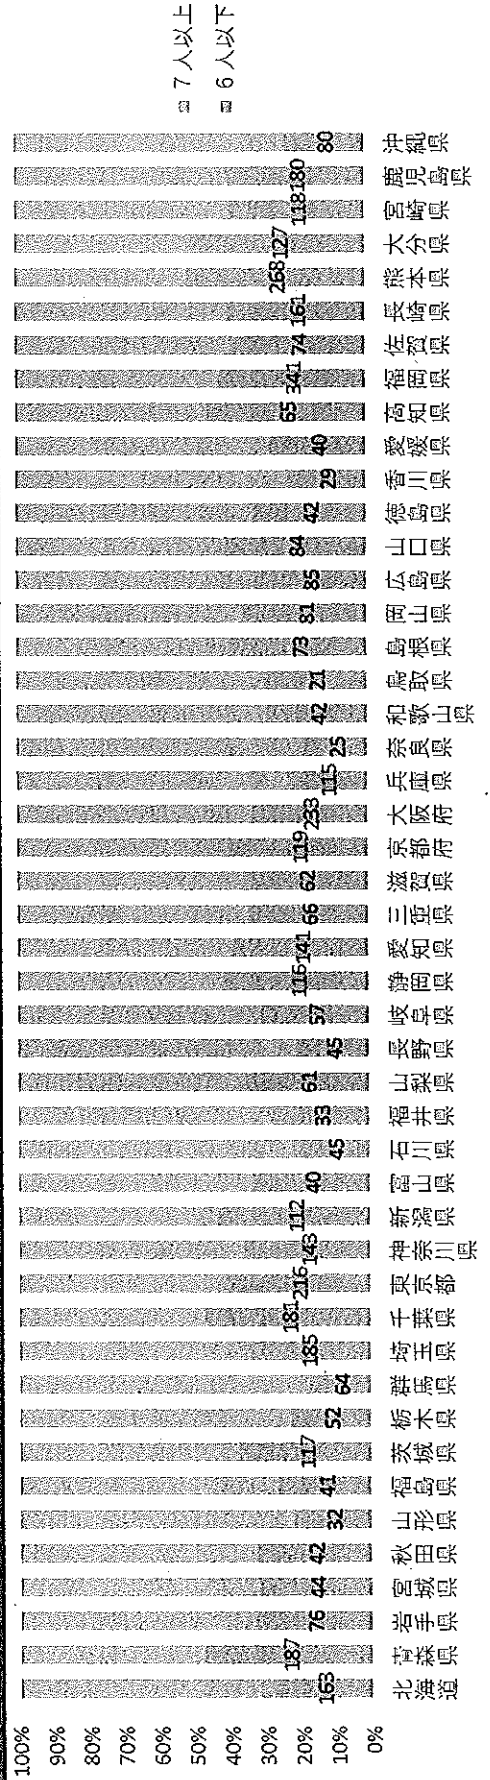 100%
90%
80%
70%
60%
50%
40%
30%
20%
10%
0%
163
187
76
44
42
32
41
117
52
64
185
181
216
143
112
40
45
33
61
45
57
116
141
66
62
119
233
115
25
42
21
73
81
85
84
42
29
40
65
341
74
161
268
127
118
180
80
北海道
青森県
岩手県
宮城県
秋田県
山形県
福島県
茨城県
栃木県
群馬県
埼玉県
千葉県
東京都
神奈川県
新潟県
富山県
石川県
福井県
山梨県
長野県
岐阜県
静岡県
愛知県
三重県
滋賀県
京都府
大阪府
兵庫県
奈良県
和歌山県
鳥取県
島根県
岡山県
広島県
山口県
徳島県
香川県
愛媛県
高知県
福岡県
佐賀県
長崎県
熊本県
大分県
宮崎県
鹿児島県
沖縄県
7人以上
6人以下